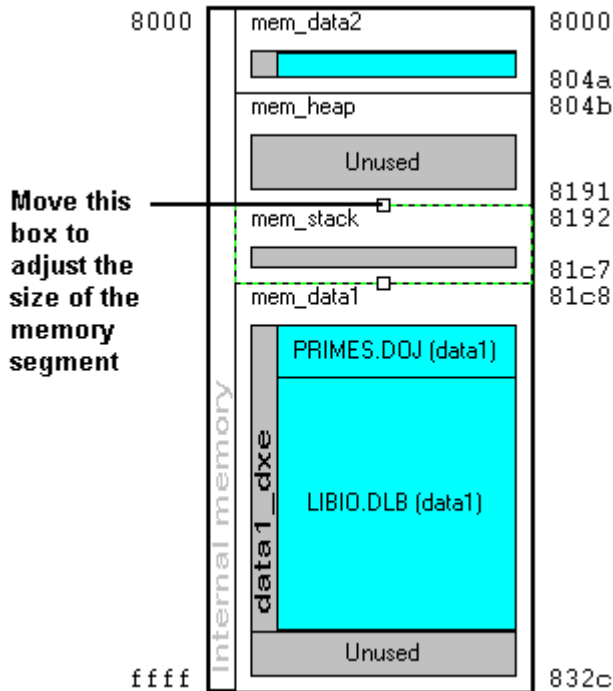 8000
mem_data2
8000
804a
mem_heap
804b
Unused
8191
Move this
box to
adjust the
size of the
memory
segment
mem_stack
8192
81c7
mem_data1
81c8
Internal memory
data1_dxe
PRIMES.DOJ (data1)
LIBIO.DLB (data1)
Unused
ffff
832c